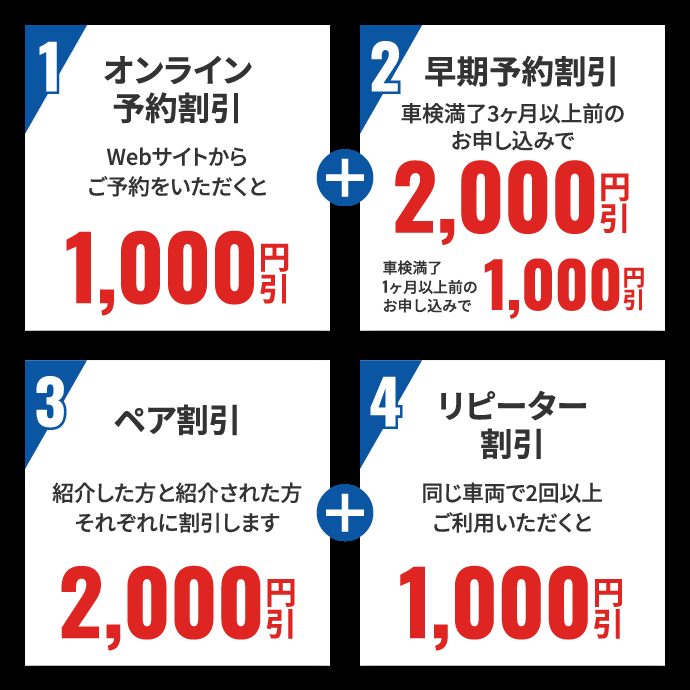 1
オンライン
予約割引
Webサイトから
ご予約をいただくと
1,000円引
+
2
早期予約割引
車検満了3ヶ月以上前の
お申し込みで
2,000円引
車検満了
1ヶ月以上前の
お申し込みで
1,000円引
3
ペア割引
紹介した方と紹介された方
それぞれに割引します
2,000円引
+
4
リピーター
割引
同じ車両で2回以上
ご利用いただくと
1,000円引